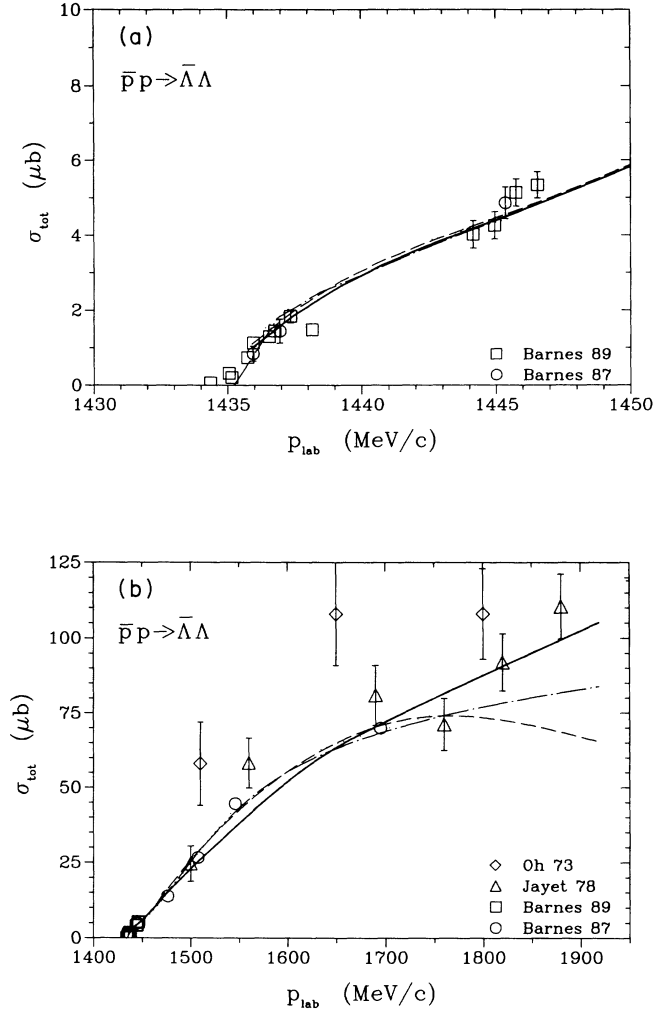 (a)
p̅ p → Λ̅ Λ
σtot (μb)
10
8
6
4
2
0
1430
1435
1440
1445
1450
plab (MeV/c)
Barnes 89
Barnes 87
(b)
p̅ p → Λ̅ Λ
σtot (μb)
125
100
75
50
25
0
1400
1500
1600
1700
1800
1900
plab (MeV/c)
Oh 73
Jayet 78
Barnes 89
Barnes 87